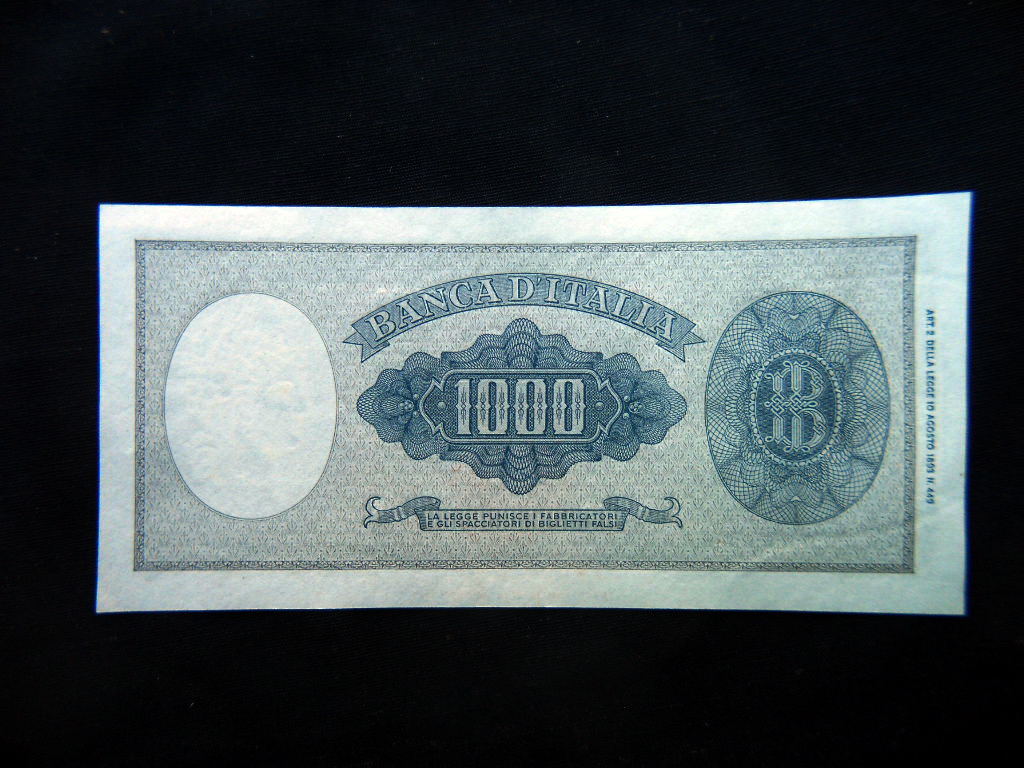 BANCA D'ITALIA
1000
LA LEGGE PUNISCE I FABBRICATORI
E GLI SPACCIATORI DI BIGLIETTI FALSI
ART. 2 DELLA LEGGE 10 AGOSTO 1893 N. 449